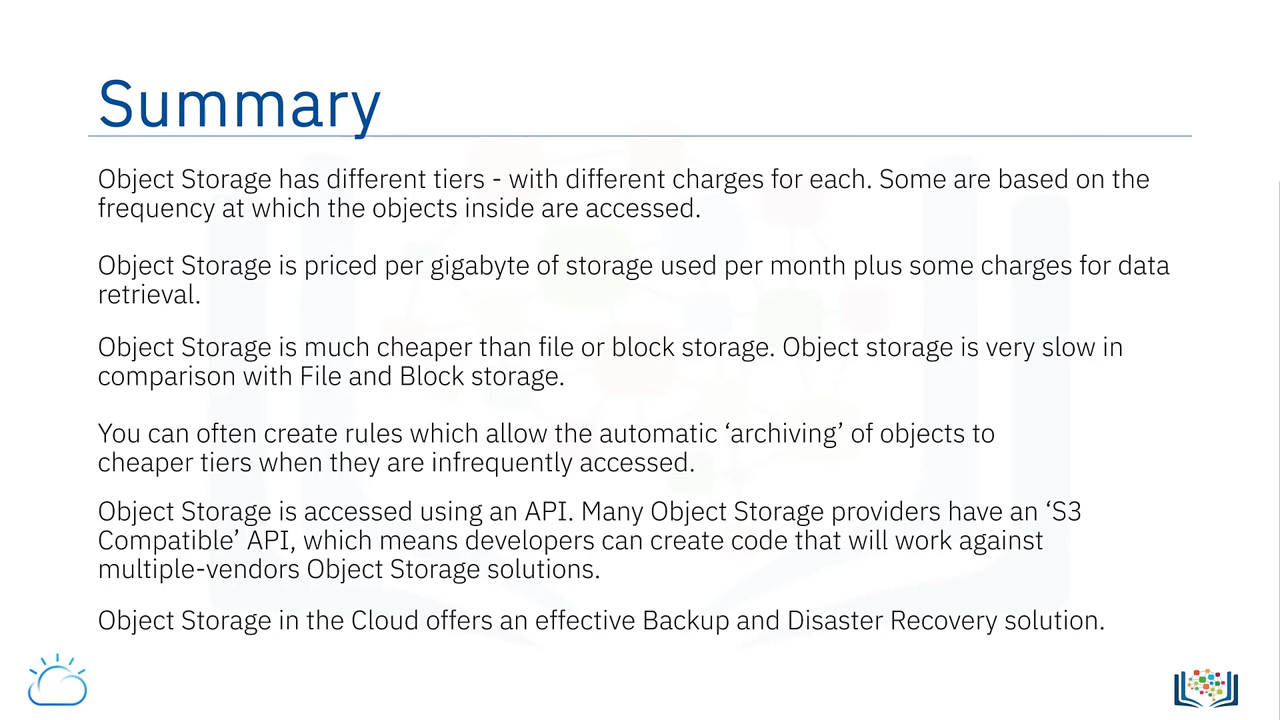 Summary
Object Storage has different tiers - with different charges for each. Some are based on the
frequency at which the objects inside are accessed.
Object Storage is priced per gigabyte of storage used per month plus some charges for data
retrieval.
Object Storage is much cheaper than file or block storage. Object storage is very slow in
comparison with File and Block storage.
You can often create rules which allow the automatic ‘archiving’ of objects to
cheaper tiers when they are infrequently accessed.
Object Storage is accessed using an API. Many Object Storage providers have an ‘S3
Compatible’ API, which means developers can create code that will work against
multiple-vendors Object Storage solutions.
Object Storage in the Cloud offers an effective Backup and Disaster Recovery solution.